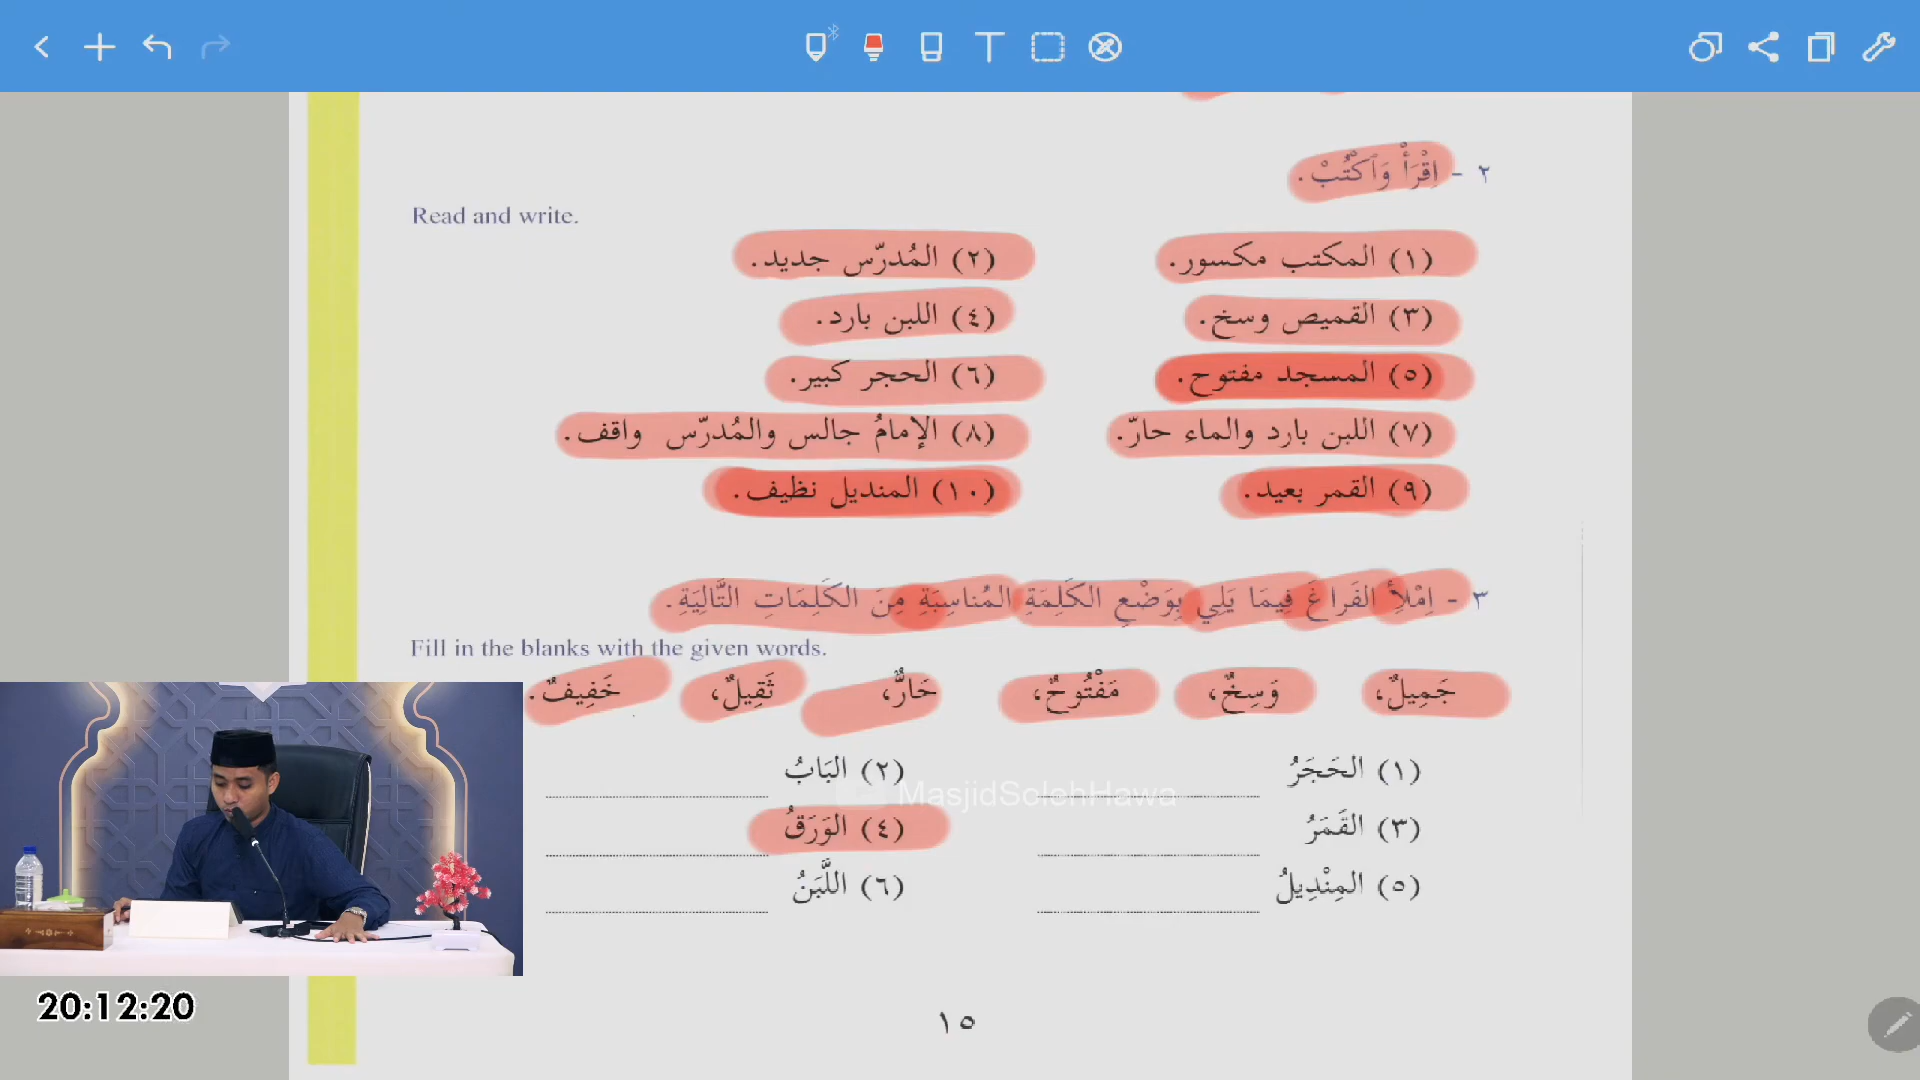 ٢ - اِقْرَأْ وَاكْتُبْ.
Read and write.
(١) المكتب مكسور. (٢) المُدرّس جديد.
(٣) القميص وسخ. (٤) اللبن بارد.
(٥) المسجد مفتوح. (٦) الحجر كبير.
(٧) اللبن بارد والماء حارّ. (٨) الإمامُ جالس والمُدرّس واقف.
(٩) القمر بعيد. (١٠) المنديل نظيف.
٣ - اِمْلأِ الفَراغَ فِيمَا يَلِي بِوَضْعِ الكَلِمَةِ المُناسِبَةِ مِنَ الكَلِمَاتِ التَّالِيَةِ.
Fill in the blanks with the given words.
جَمِيلٌ، وَسِخٌ، مَفْتُوحٌ، حَارٌّ، ثَقِيلٌ، خَفِيفٌ.
(١) الحَجَرُ (٢) البَابُ
MasjidSolehHawa
(٣) القَمَرُ (٤) الوَرَقُ
(٥) المِنْدِيلُ (٦) اللَّبَنُ
20:12:20
١٥